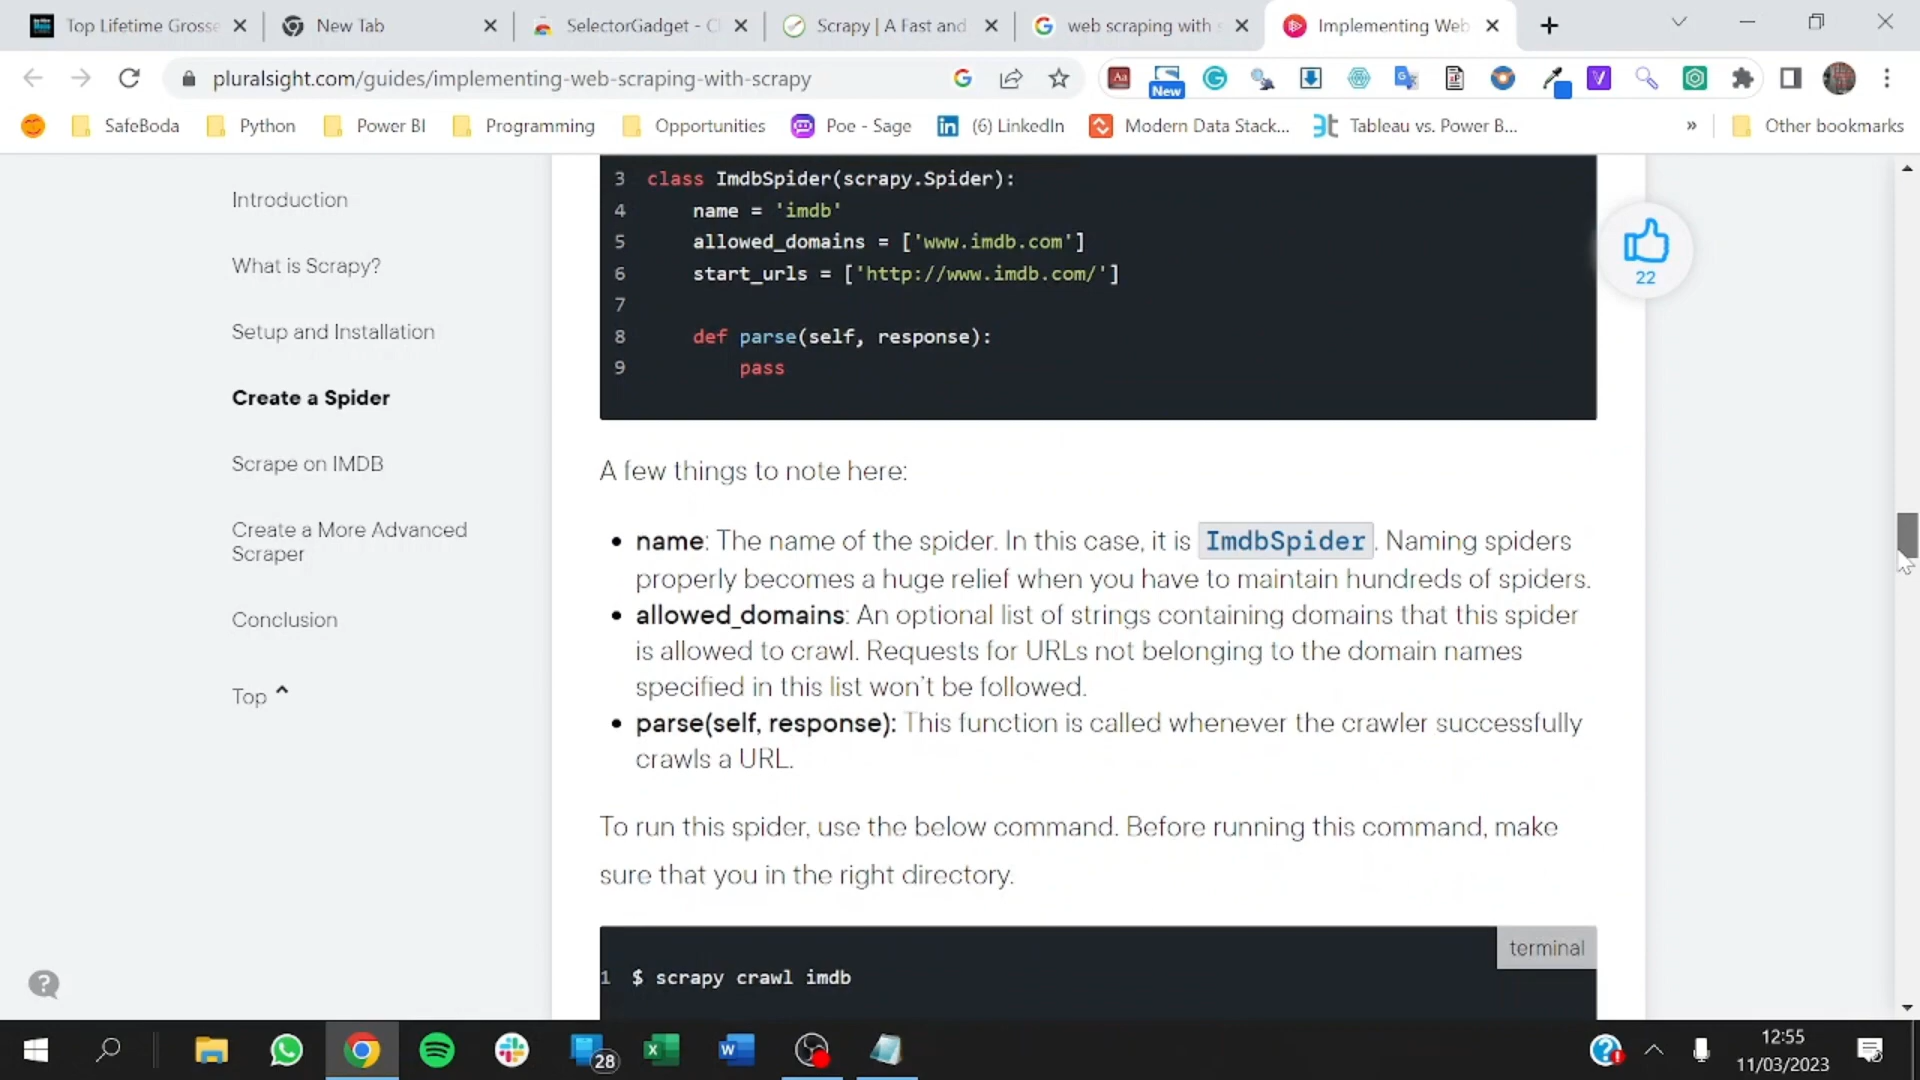 Top Lifetime Grosse
New Tab
SelectorGadget - C
Scrapy | A Fast and
web scraping with s
Implementing Web
pluralsight.com/guides/implementing-web-scraping-with-scrapy
New
SafeBoda
Python
Power BI
Programming
Opportunities
Poe - Sage
(6) LinkedIn
Modern Data Stack...
Tableau vs. Power B...
»
Other bookmarks
Introduction
What is Scrapy?
Setup and Installation
Create a Spider
Scrape on IMDB
Create a More Advanced
Scraper
Conclusion
Top
3 class ImdbSpider(scrapy.Spider):
4 name = 'imdb'
5 allowed_domains = ['www.imdb.com']
6 start_urls = ['http://www.imdb.com/']
7
8 def parse(self, response):
9 pass
22
A few things to note here:
• name: The name of the spider. In this case, it is ImdbSpider. Naming spiders
properly becomes a huge relief when you have to maintain hundreds of spiders.
• allowed_domains: An optional list of strings containing domains that this spider
is allowed to crawl. Requests for URLs not belonging to the domain names
specified in this list won't be followed.
• parse(self, response): This function is called whenever the crawler successfully
crawls a URL.
To run this spider, use the below command. Before running this command, make
sure that you in the right directory.
terminal
1 $ scrapy crawl imdb
28
12:55
11/03/2023